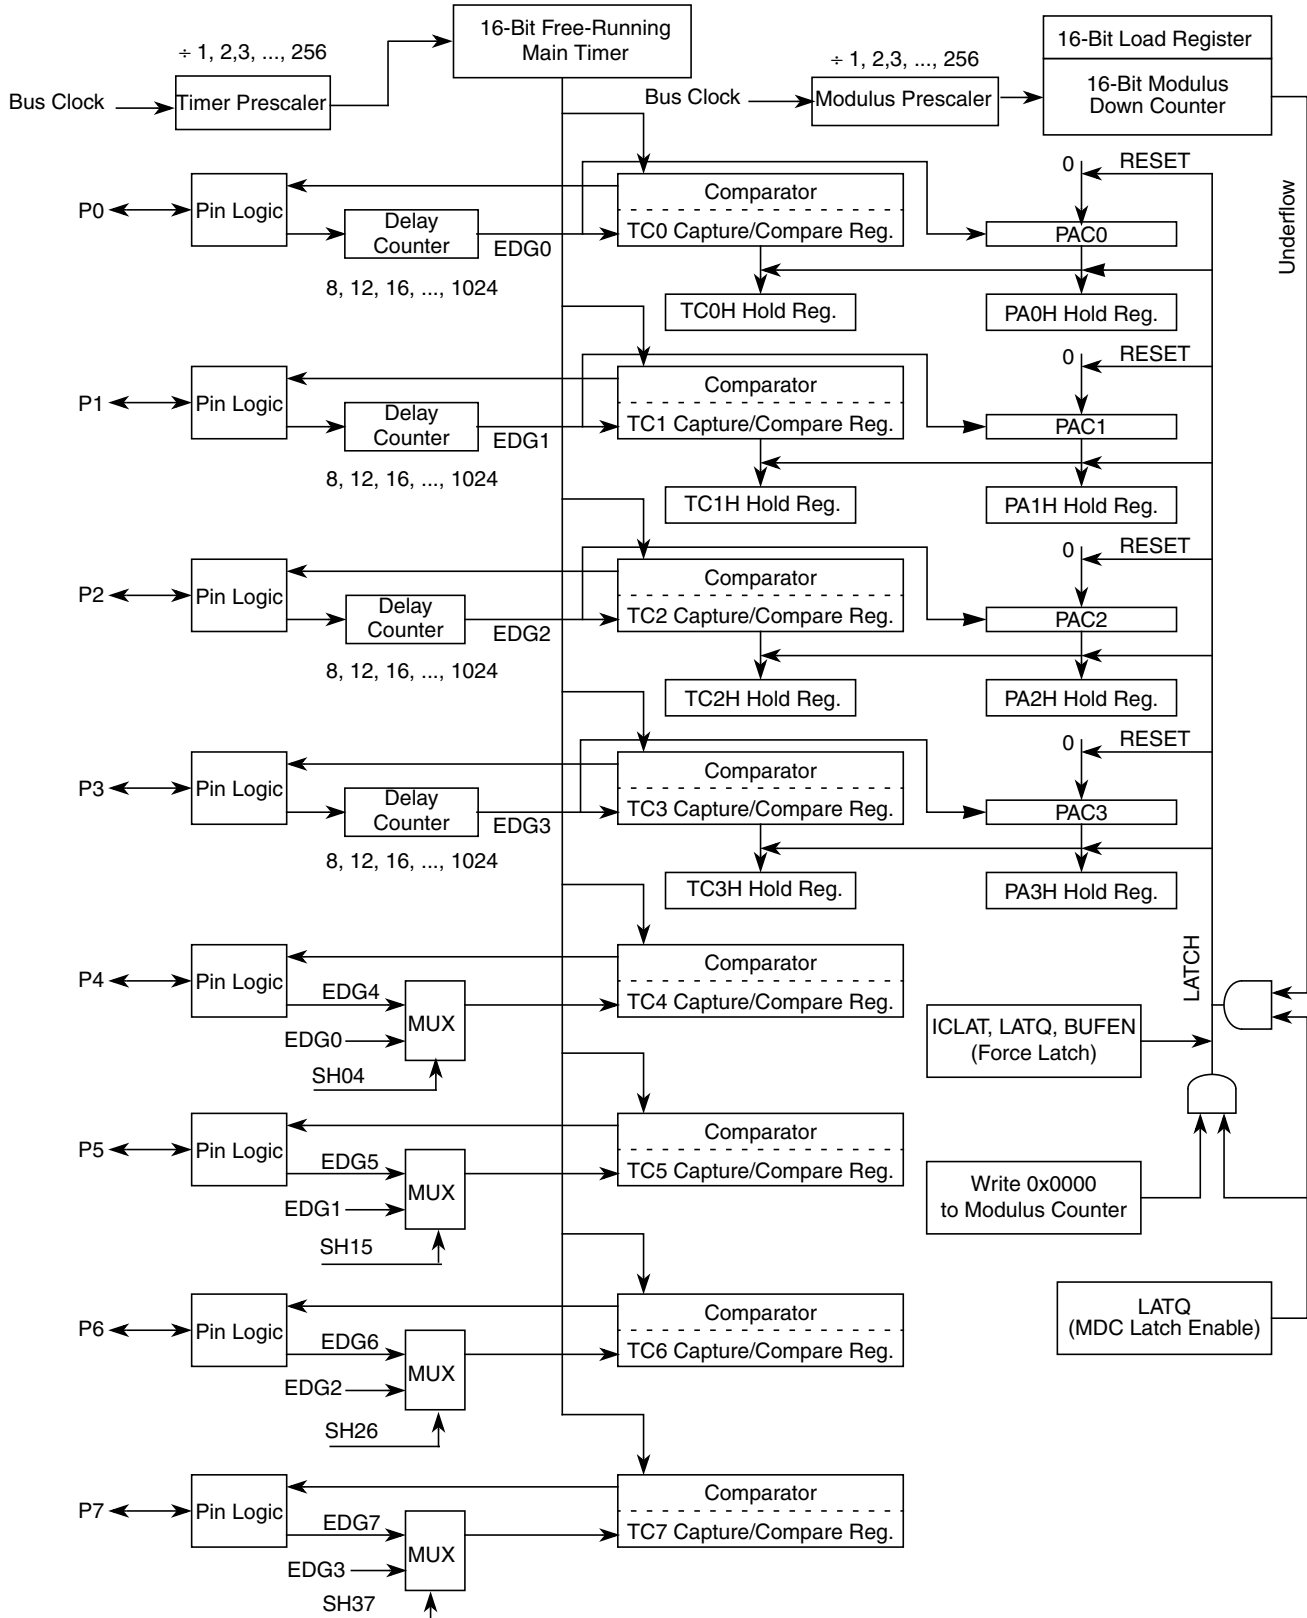 16-Bit Free-Running
Main Timer
÷ 1, 2,3, ..., 256
Bus Clock
Timer Prescaler
÷ 1, 2,3, ..., 256
Bus Clock
Modulus Prescaler
16-Bit Load Register
16-Bit Modulus
Down Counter
Underflow
P0
Pin Logic
Delay
Counter
EDG0
8, 12, 16, ..., 1024
Comparator
TC0 Capture/Compare Reg.
TC0H Hold Reg.
0
RESET
PAC0
PA0H Hold Reg.
P1
Pin Logic
Delay
Counter
EDG1
8, 12, 16, ..., 1024
Comparator
TC1 Capture/Compare Reg.
TC1H Hold Reg.
0
RESET
PAC1
PA1H Hold Reg.
P2
Pin Logic
Delay
Counter
EDG2
8, 12, 16, ..., 1024
Comparator
TC2 Capture/Compare Reg.
TC2H Hold Reg.
0
RESET
PAC2
PA2H Hold Reg.
P3
Pin Logic
Delay
Counter
EDG3
8, 12, 16, ..., 1024
Comparator
TC3 Capture/Compare Reg.
TC3H Hold Reg.
0
RESET
PAC3
PA3H Hold Reg.
LATCH
P4
Pin Logic
EDG4
EDG0
MUX
SH04
Comparator
TC4 Capture/Compare Reg.
ICLAT, LATQ, BUFEN
(Force Latch)
P5
Pin Logic
EDG5
EDG1
MUX
SH15
Comparator
TC5 Capture/Compare Reg.
Write 0x0000
to Modulus Counter
P6
Pin Logic
EDG6
EDG2
MUX
SH26
Comparator
TC6 Capture/Compare Reg.
LATQ
(MDC Latch Enable)
P7
Pin Logic
EDG7
EDG3
MUX
SH37
Comparator
TC7 Capture/Compare Reg.